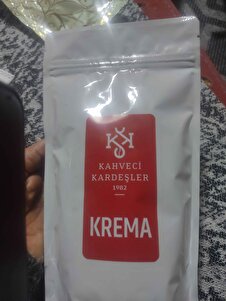 KAHVECİ
KARDEŞLER
1982
KREMA